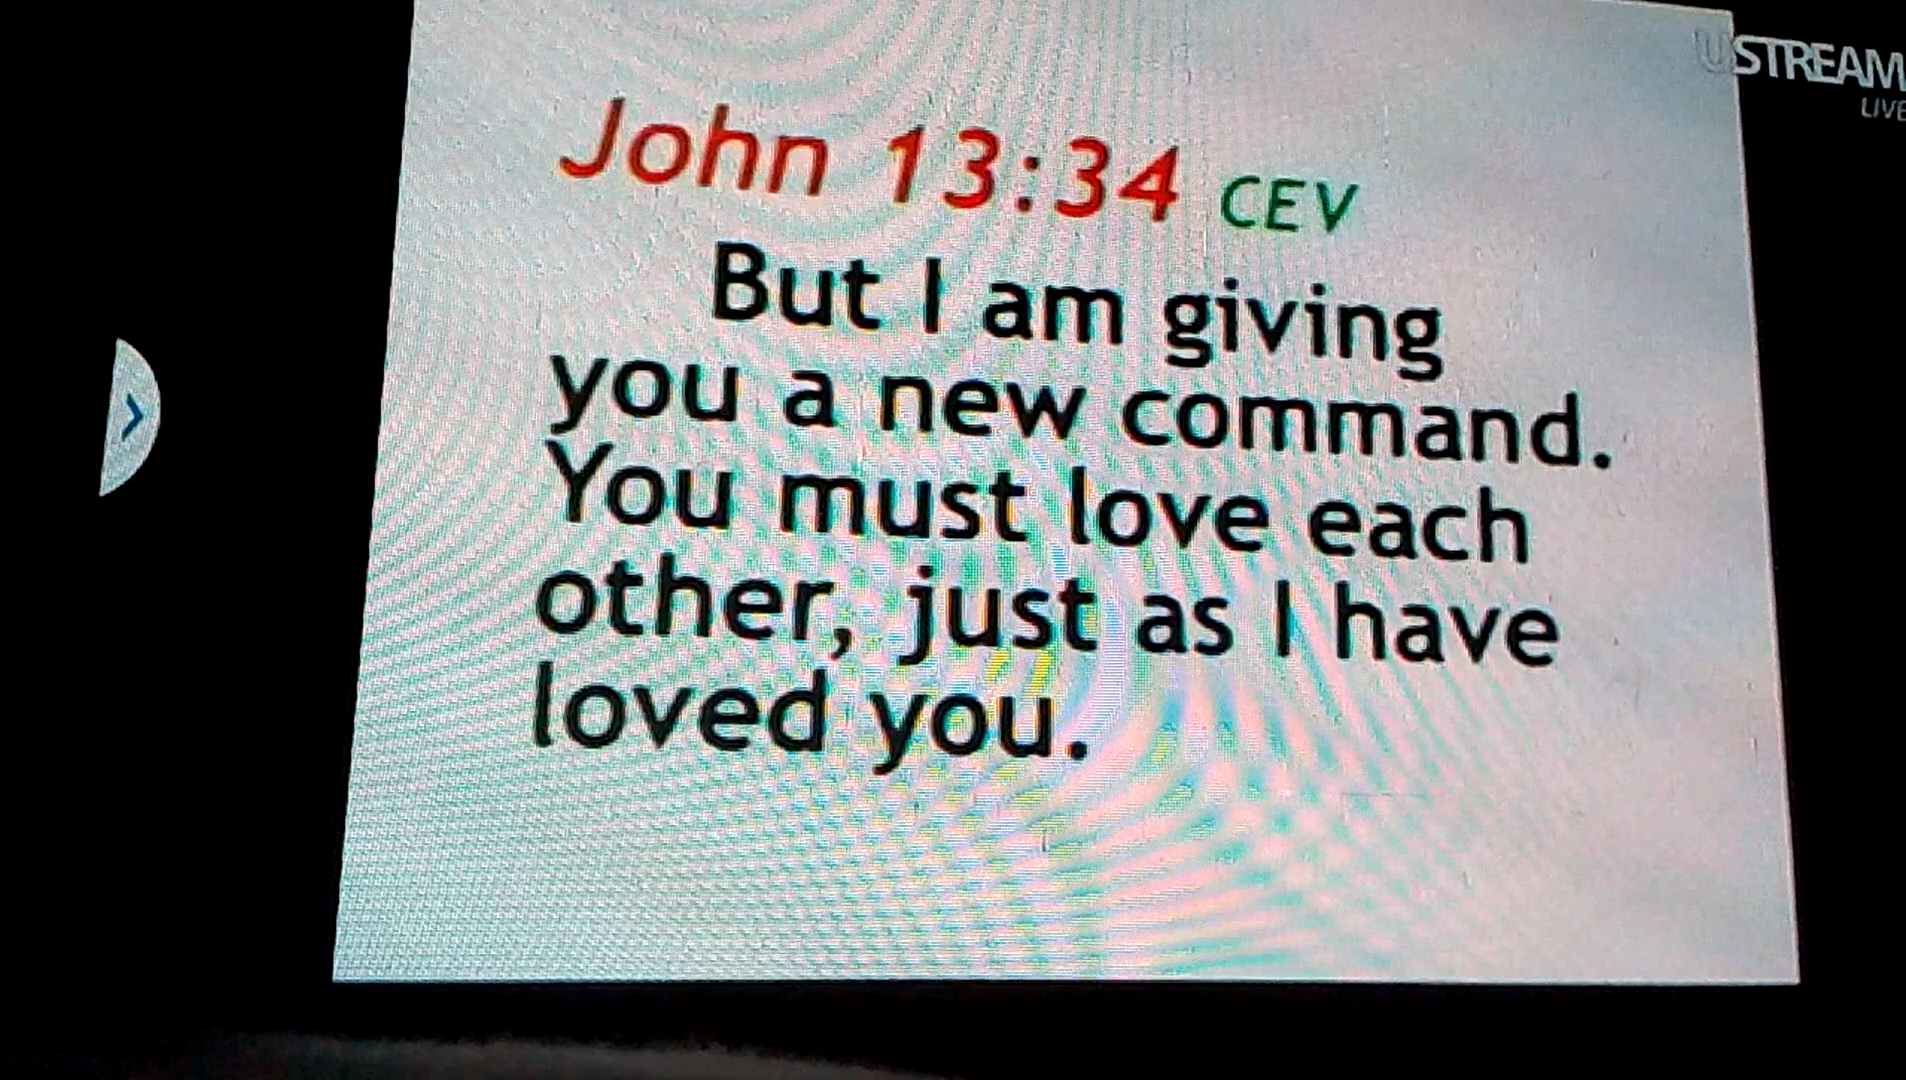 USTREAM
LIVE
John 13:34 CEV
But I am giving
you a new command.
You must love each
other, just as I have
loved you.